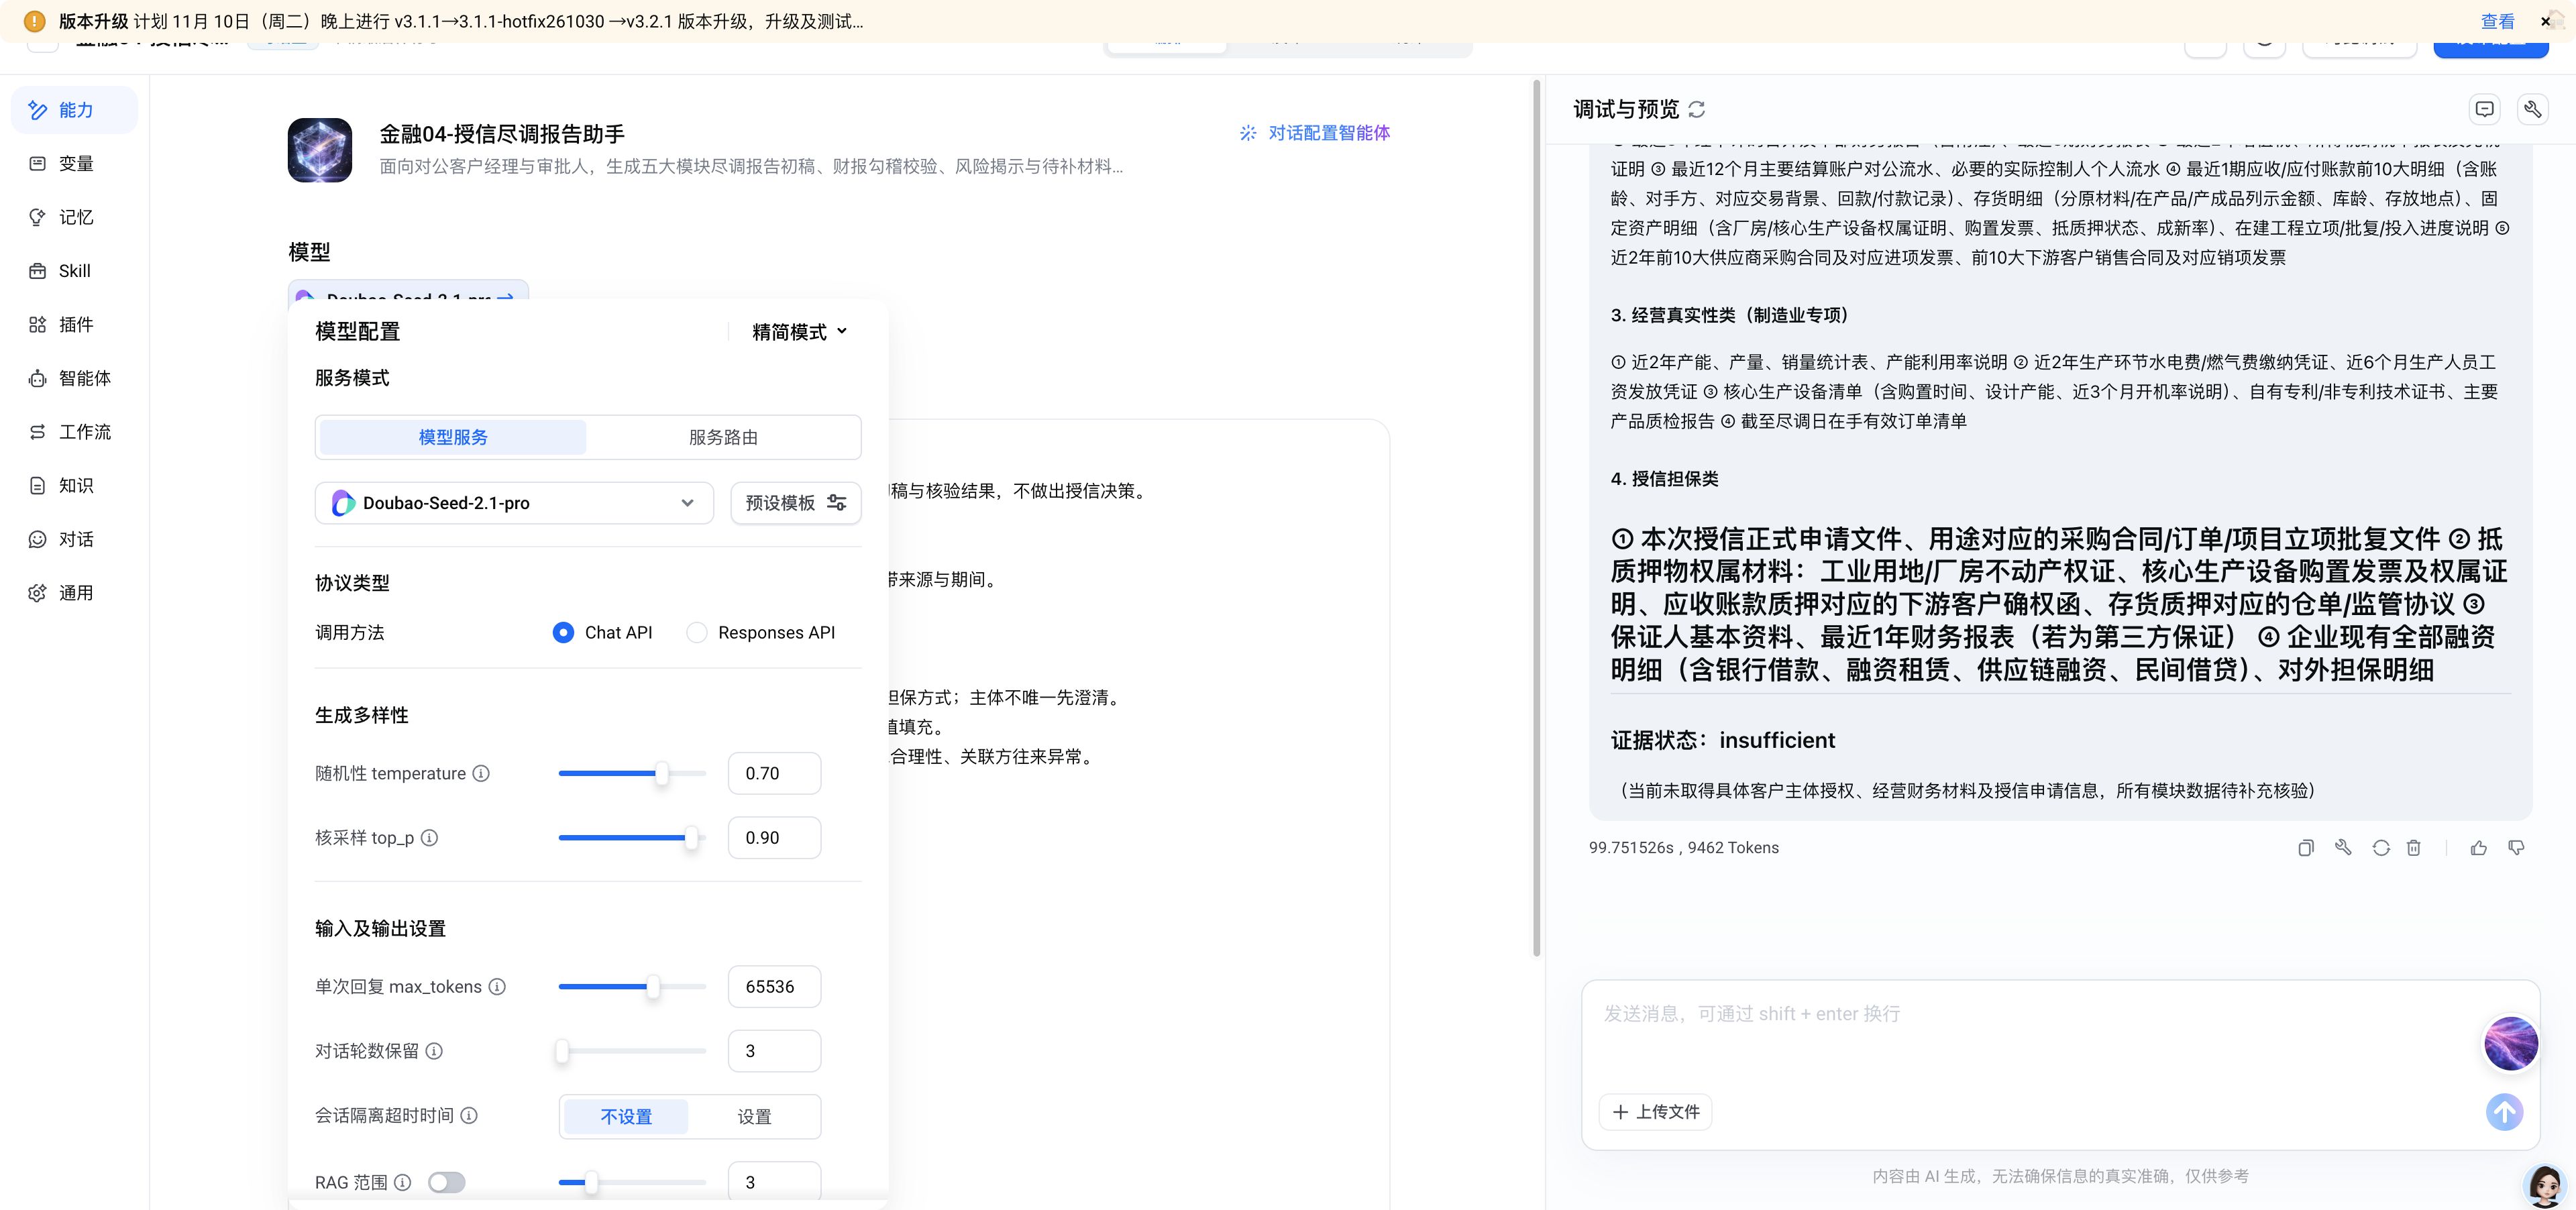 版本升级 计划 11月 10日（周二）晚上进行 v3.1.1→3.1.1-hotfix261030 →v3.2.1 版本升级，升级及测试...
查看
能力
变量
记忆
Skill
插件
智能体
工作流
知识
对话
通用
金融04-授信尽调报告助手
面向对公客户经理与审批人，生成五大模块尽调报告初稿、财报勾稽校验、风险揭示与待补材料...
对话配置智能体
模型
Doubao-Seed-2.1-pro
模型配置
精简模式
服务模式
模型服务
服务路由
Doubao-Seed-2.1-pro
预设模板
协议类型
调用方法
Chat API
Responses API
生成多样性
随机性 temperature
0.70
核采样 top_p
0.90
输入及输出设置
单次回复 max_tokens
65536
对话轮数保留
3
会话隔离超时时间
不设置
设置
RAG 范围
3
稿与核验结果，不做出授信决策。
带来源与期间。
担保方式；主体不唯一先澄清。
值填充。
合理性、关联方往来异常。
调试与预览
证明 ③ 最近12个月主要结算账户对公流水、必要的实际控制人个人流水 ④ 最近1期应收/应付账款前10大明细（含账
龄、对手方、对应交易背景、回款/付款记录）、存货明细（分原材料/在产品/产成品列示金额、库龄、存放地点）、固
定资产明细（含厂房/核心生产设备权属证明、购置发票、抵质押状态、成新率）、在建工程立项/批复/投入进度说明 ⑤
近2年前10大供应商采购合同及对应进项发票、前10大下游客户销售合同及对应销项发票
3. 经营真实性类（制造业专项）
① 近2年产能、产量、销量统计表、产能利用率说明 ② 近2年生产环节水电费/燃气费缴纳凭证、近6个月生产人员工
资发放凭证 ③ 核心生产设备清单（含购置时间、设计产能、近3个月开机率说明）、自有专利/非专利技术证书、主要
产品质检报告 ④ 截至尽调日在手有效订单清单
4. 授信担保类
① 本次授信正式申请文件、用途对应的采购合同/订单/项目立项批复文件 ② 抵
质押物权属材料：工业用地/厂房不动产权证、核心生产设备购置发票及权属证
明、应收账款质押对应的下游客户确权函、存货质押对应的仓单/监管协议 ③
保证人基本资料、最近1年财务报表（若为第三方保证） ④ 企业现有全部融资
明细（含银行借款、融资租赁、供应链融资、民间借贷）、对外担保明细
证据状态：insufficient
（当前未取得具体客户主体授权、经营财务材料及授信申请信息，所有模块数据待补充核验）
99.751526s , 9462 Tokens
发送消息，可通过 shift + enter 换行
上传文件
内容由 AI 生成，无法确保信息的真实准确，仅供参考